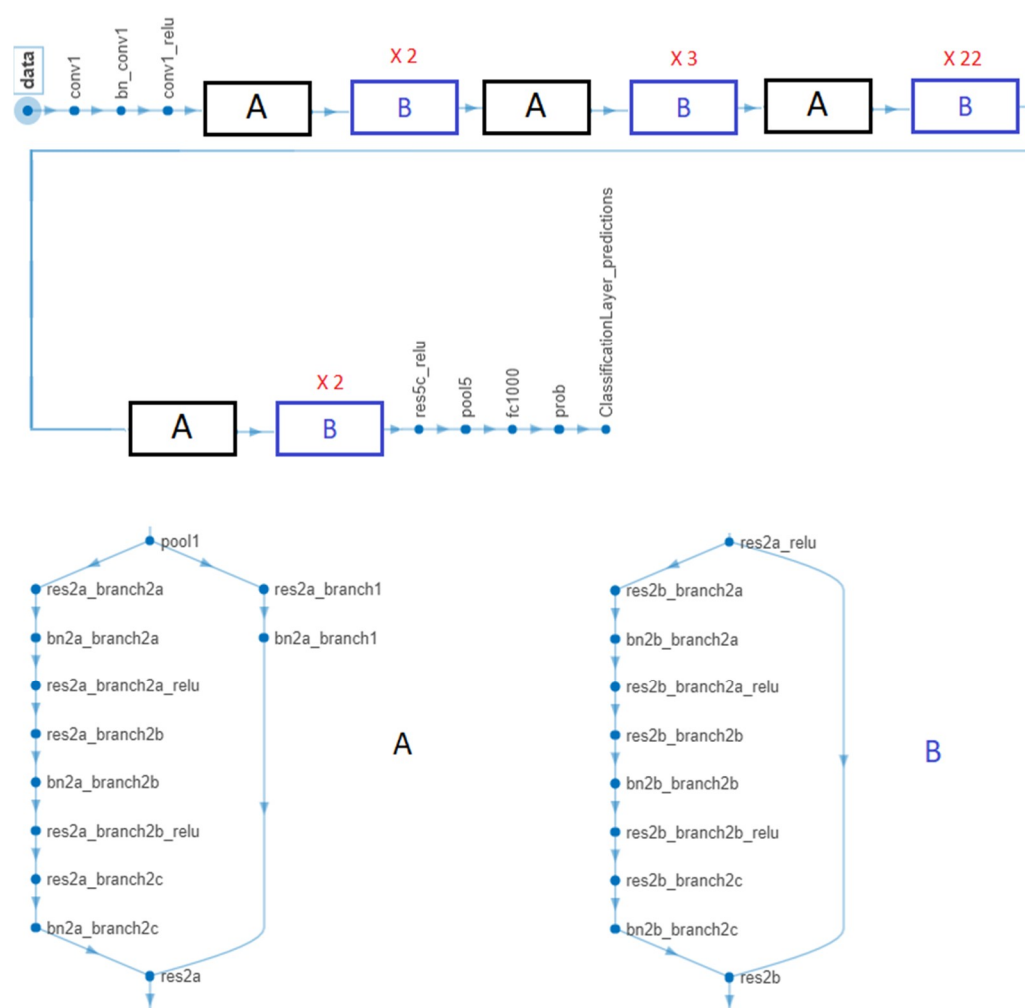 data
conv1
bn_conv1
conv1_relu
A
X 2
B
A
X 3
B
A
X 22
B
A
X 2
B
res5c_relu
pool5
fc1000
prob
ClassificationLayer_predictions
pool1
res2a_branch2a
res2a_branch1
bn2a_branch2a
bn2a_branch1
res2a_branch2a_relu
res2a_branch2b
bn2a_branch2b
res2a_branch2b_relu
res2a_branch2c
bn2a_branch2c
res2a
A
res2a_relu
res2b_branch2a
bn2b_branch2a
res2b_branch2a_relu
res2b_branch2b
bn2b_branch2b
res2b_branch2b_relu
res2b_branch2c
bn2b_branch2c
res2b
B